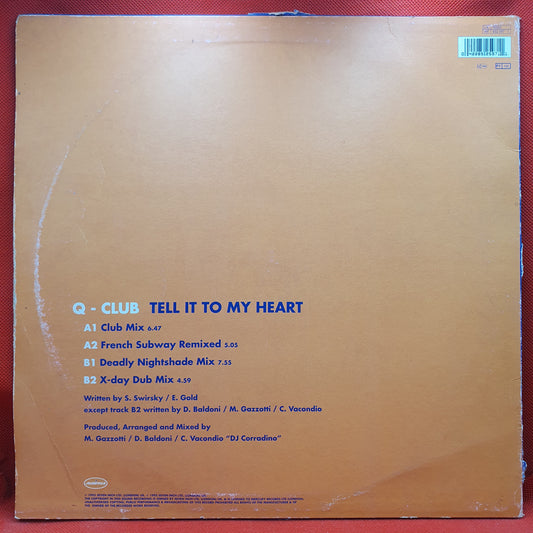 Q - CLUB TELL IT TO MY HEART
A1 Club Mix 6.47
A2 French Subway Remixed 5.05
B1 Deadly Nightshade Mix 7.55
B2 X-day Dub Mix 4.59
Written by S. Swirsky / E. Gold
except track B2 written by D. Baldoni / M. Gazzotti / C. Vacondio
Produced, Arranged and Mixed by
M. Gazzotti / D. Baldoni / C. Vacondio "DJ Corradino"